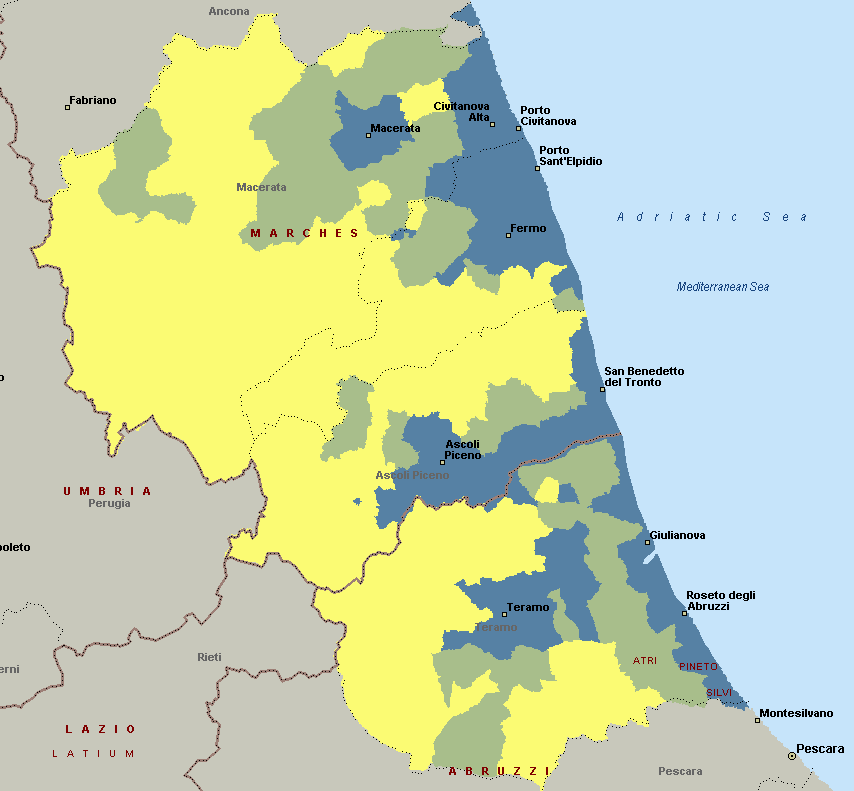 Ancona
Fabriano
Civitanova
Alta
Porto
Civitanova
Macerata
Porto
Sant'Elpidio
Macerata
Adriatic Sea
MARCHES
Fermo
Mediterranean Sea
San Benedetto
del Tronto
Ascoli
Piceno
Ascoli Piceno
UMBRIA
Perugia
Giulianova
Roseto degli
Abruzzi
Teramo
Teramo
Rieti
ATRI
PINETO
SILVI
Montesilvano
LAZIO
LATIUM
Pescara
ABRUZZI
Pescara